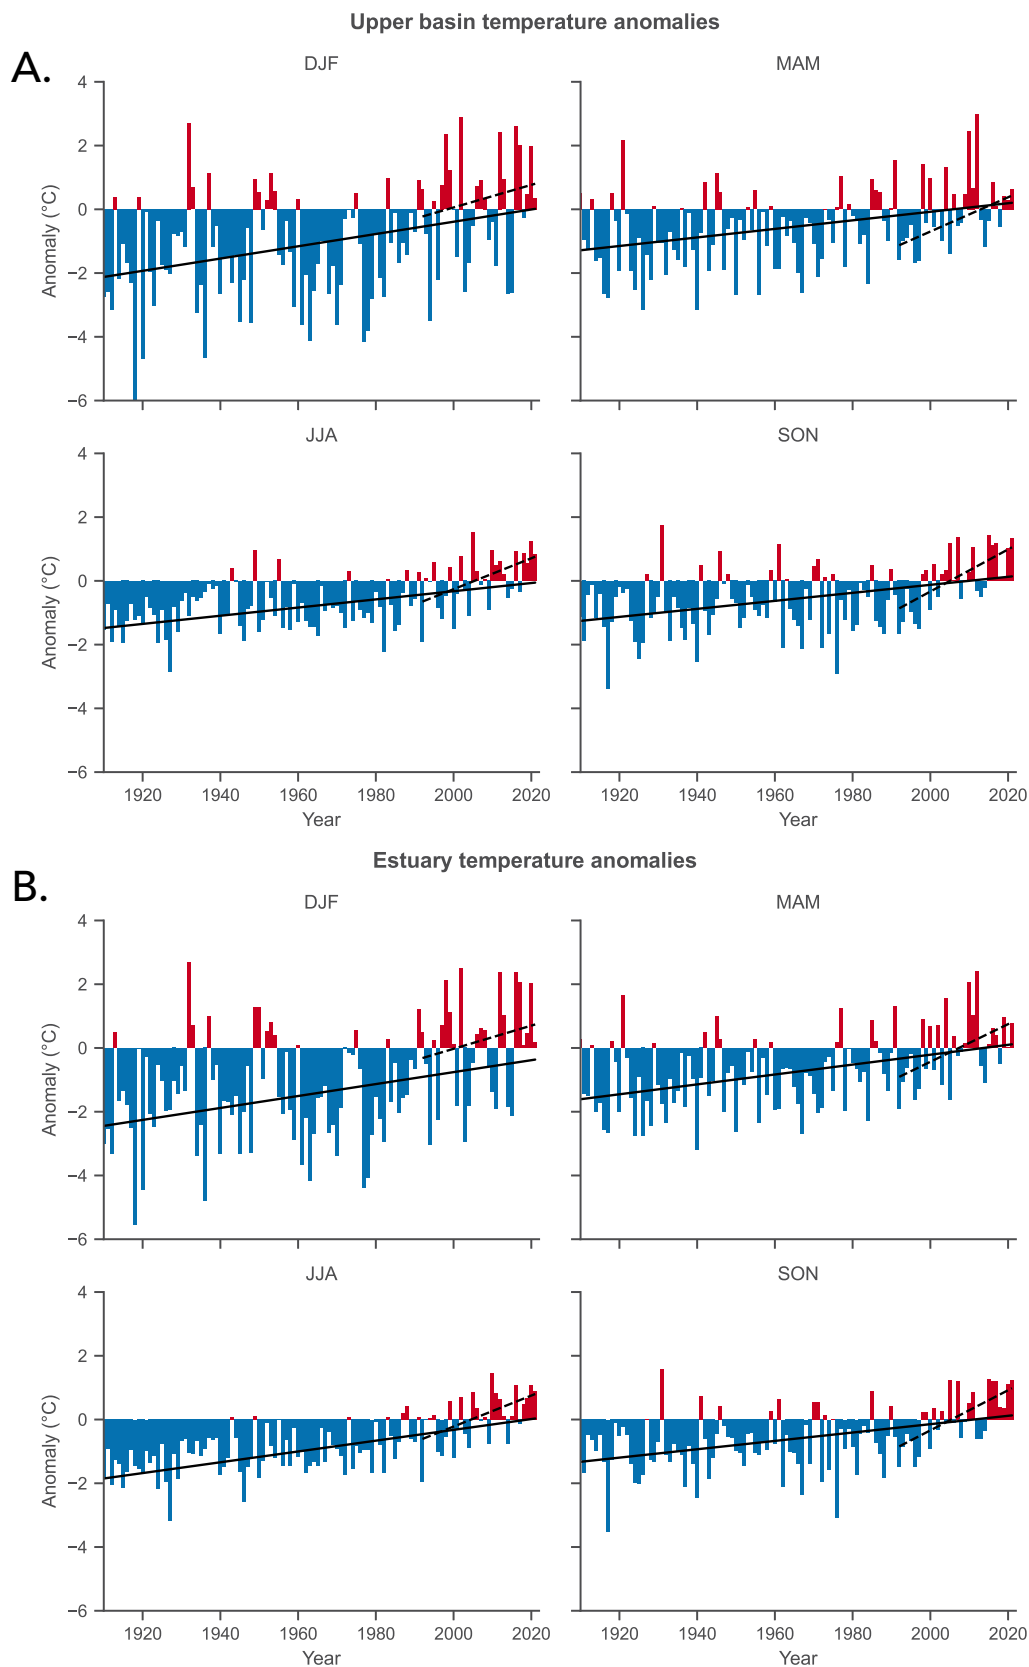 Upper basin temperature anomalies
A.
DJF
MAM
4
2
0
−2
−4
−6
Anomaly (°C)
JJA
SON
4
2
0
−2
−4
−6
Anomaly (°C)
1920 1940 1960 1980 2000 2020
1920 1940 1960 1980 2000 2020
Year
Year
Estuary temperature anomalies
B.
DJF
MAM
4
2
0
−2
−4
−6
Anomaly (°C)
JJA
SON
4
2
0
−2
−4
−6
Anomaly (°C)
1920 1940 1960 1980 2000 2020
1920 1940 1960 1980 2000 2020
Year
Year